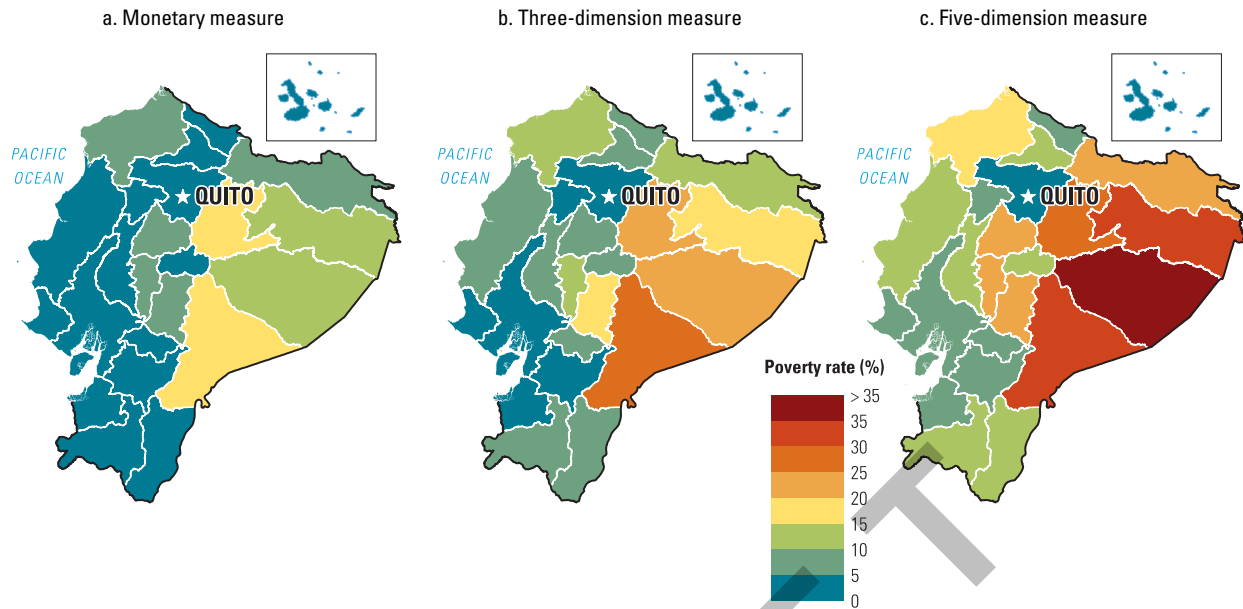 a. Monetary measure
b. Three-dimension measure
c. Five-dimension measure
PACIFIC
OCEAN
QUITO
PACIFIC
OCEAN
QUITO
PACIFIC
OCEAN
QUITO
Poverty rate (%)
> 35
35
30
25
20
15
10
5
0
T